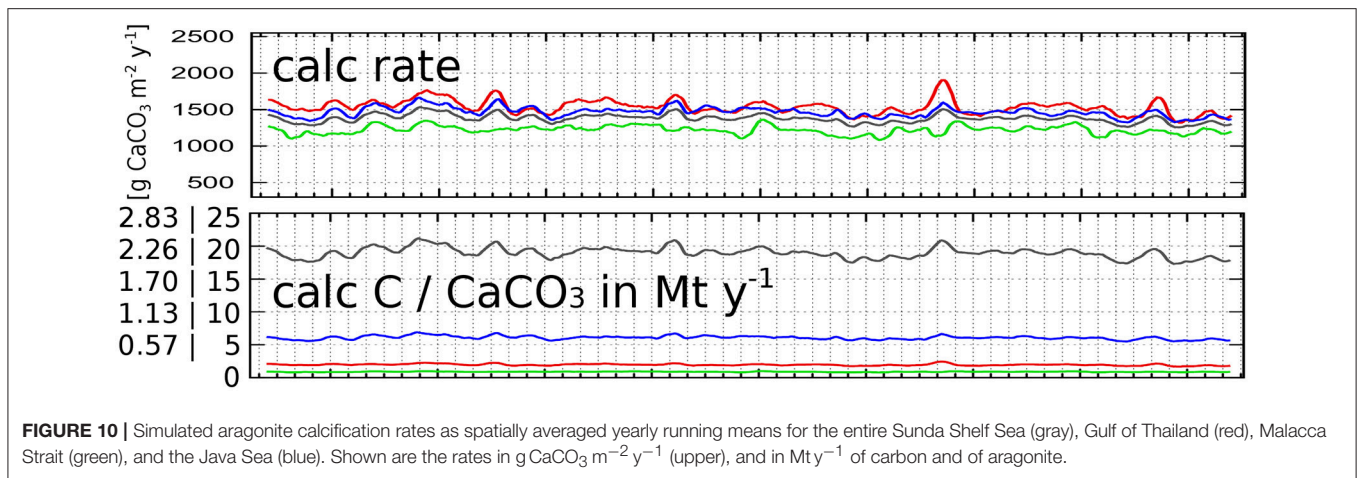 [g CaCO₃ m⁻² y⁻¹]
2500
calc rate
2000
1500
1000
500
2.83 | 25
2.26 | 20
1.70 | 15
calc C / CaCO₃ in Mt y⁻¹
1.13 | 10
0.57 | 5
0
FIGURE 10 | Simulated aragonite calcification rates as spatially averaged yearly running means for the entire Sunda Shelf Sea (gray), Gulf of Thailand (red), Malacca
Strait (green), and the Java Sea (blue). Shown are the rates in g CaCO₃ m⁻² y⁻¹ (upper), and in Mt y⁻¹ of carbon and of aragonite.